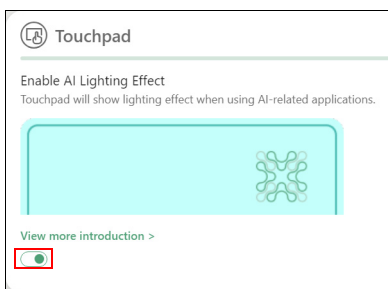 Touchpad
Enable AI Lighting Effect
Touchpad will show lighting effect when using AI-related applications.
View more introduction >